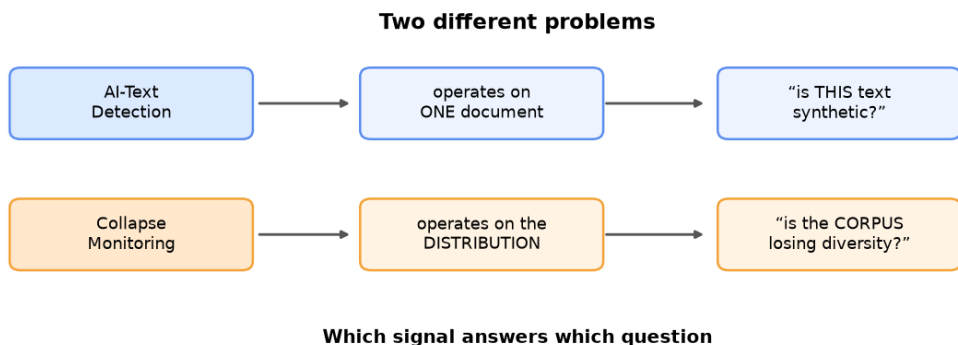 Two different problems
AI-Text
Detection
operates on
ONE document
“is THIS text
synthetic?”
Collapse
Monitoring
operates on the
DISTRIBUTION
“is the CORPUS
losing diversity?”
Which signal answers which question